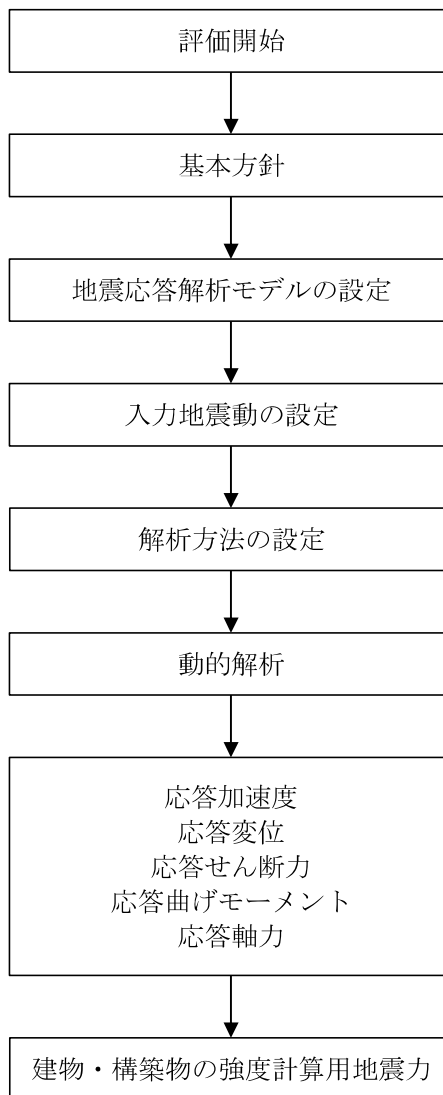 評価開始
基本方針
地震応答解析モデルの設定
入力地震動の設定
解析方法の設定
動的解析
応答加速度
応答変位
応答せん断力
応答曲げモーメント
応答軸力
建物・構築物の強度計算用地震力